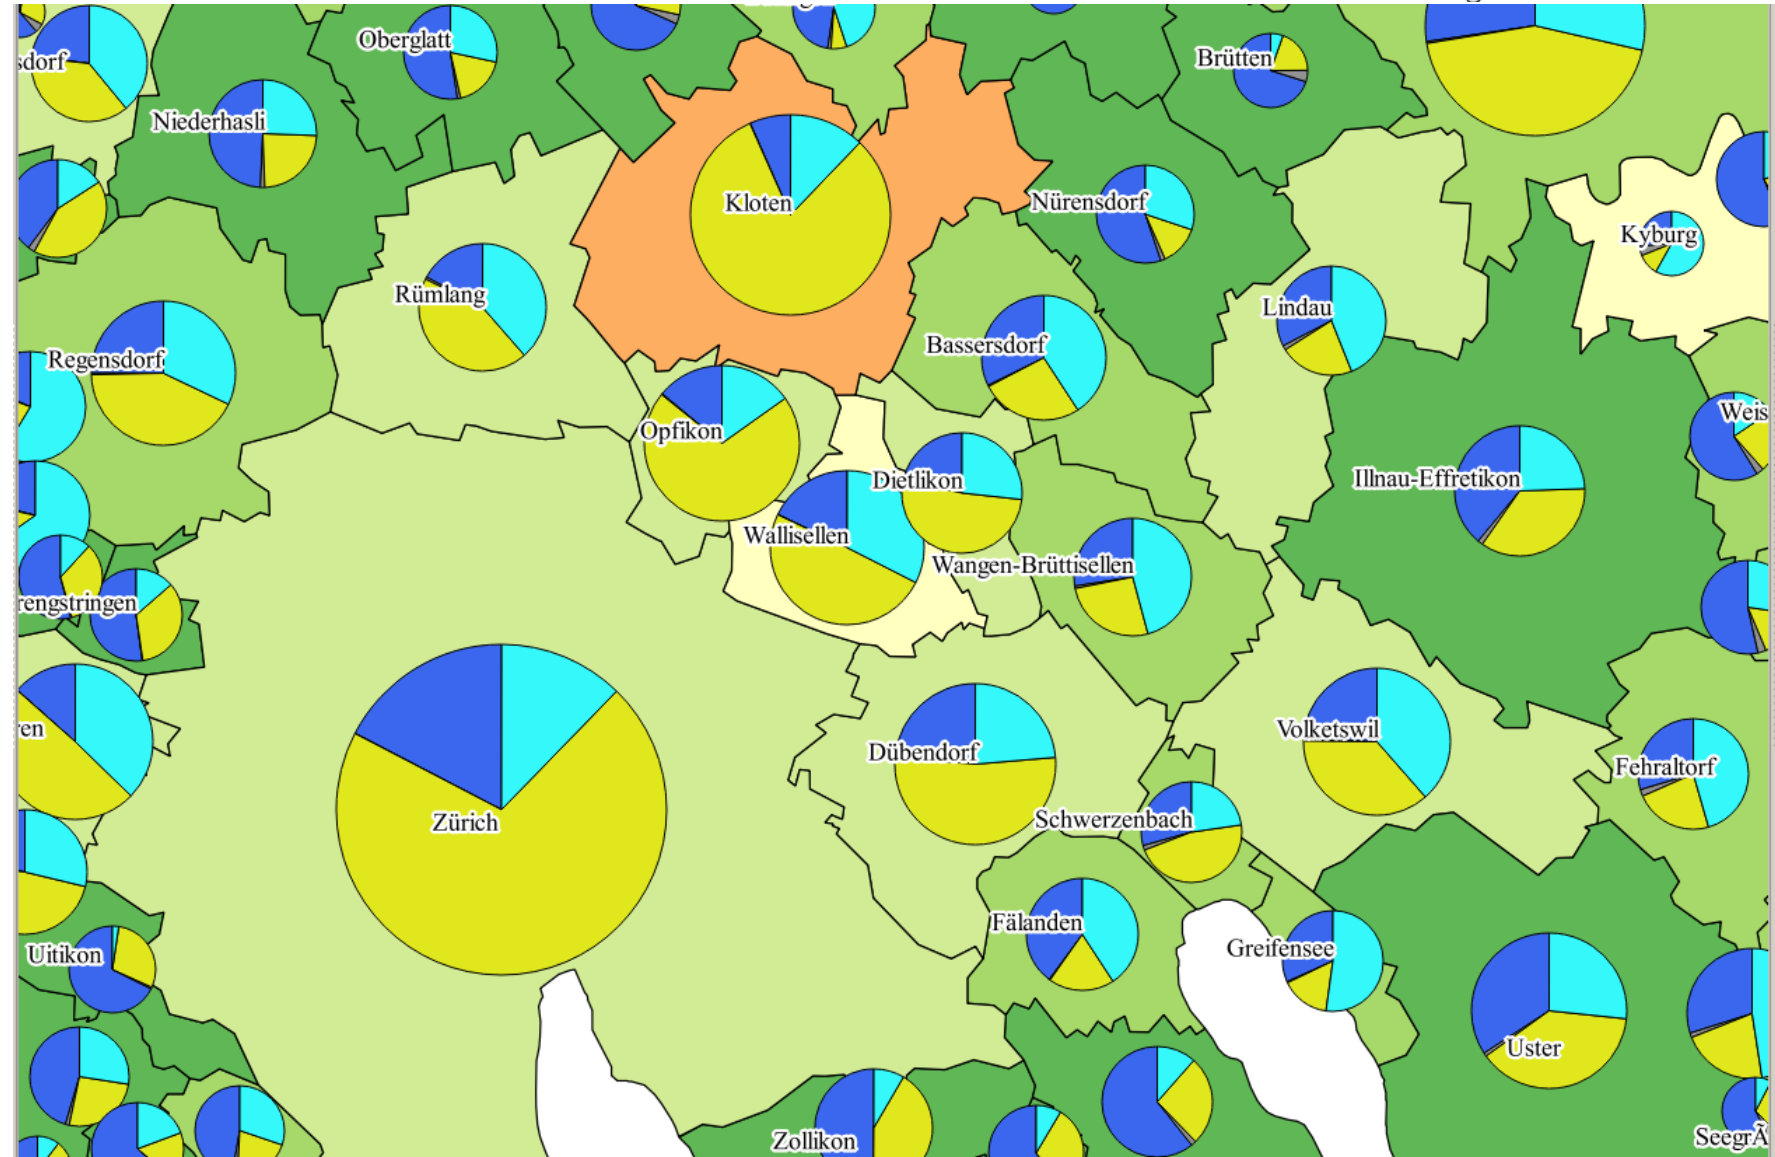 sdorf
Oberglatt
Brütten
Niederhasli
Kloten
Nürensdorf
Kyburg
Rümlang
Lindau
Regensdorf
Bassersdorf
Weis
Opfikon
Dietlikon
Illnau-Effretikon
Wallisellen
Wangen-Brüttisellen
rengstringen
ren
Volketswil
Dübendorf
Fehraltorf
Schwerzenbach
Zürich
Fälanden
Greifensee
Uitikon
Uster
Zollikon
SeegrÃ